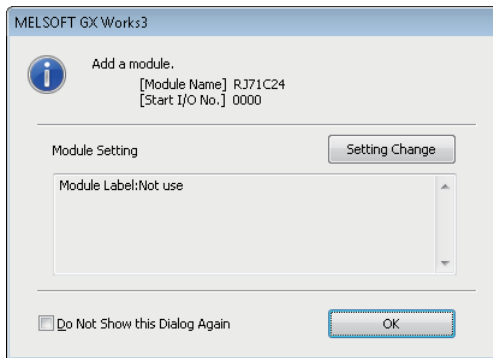 MELSOFT GX Works3
Add a module.
[Module Name] RJ71C24
[Start I/O No.] 0000
Module Setting
Setting Change
Module Label:Not use
Do Not Show this Dialog Again
OK